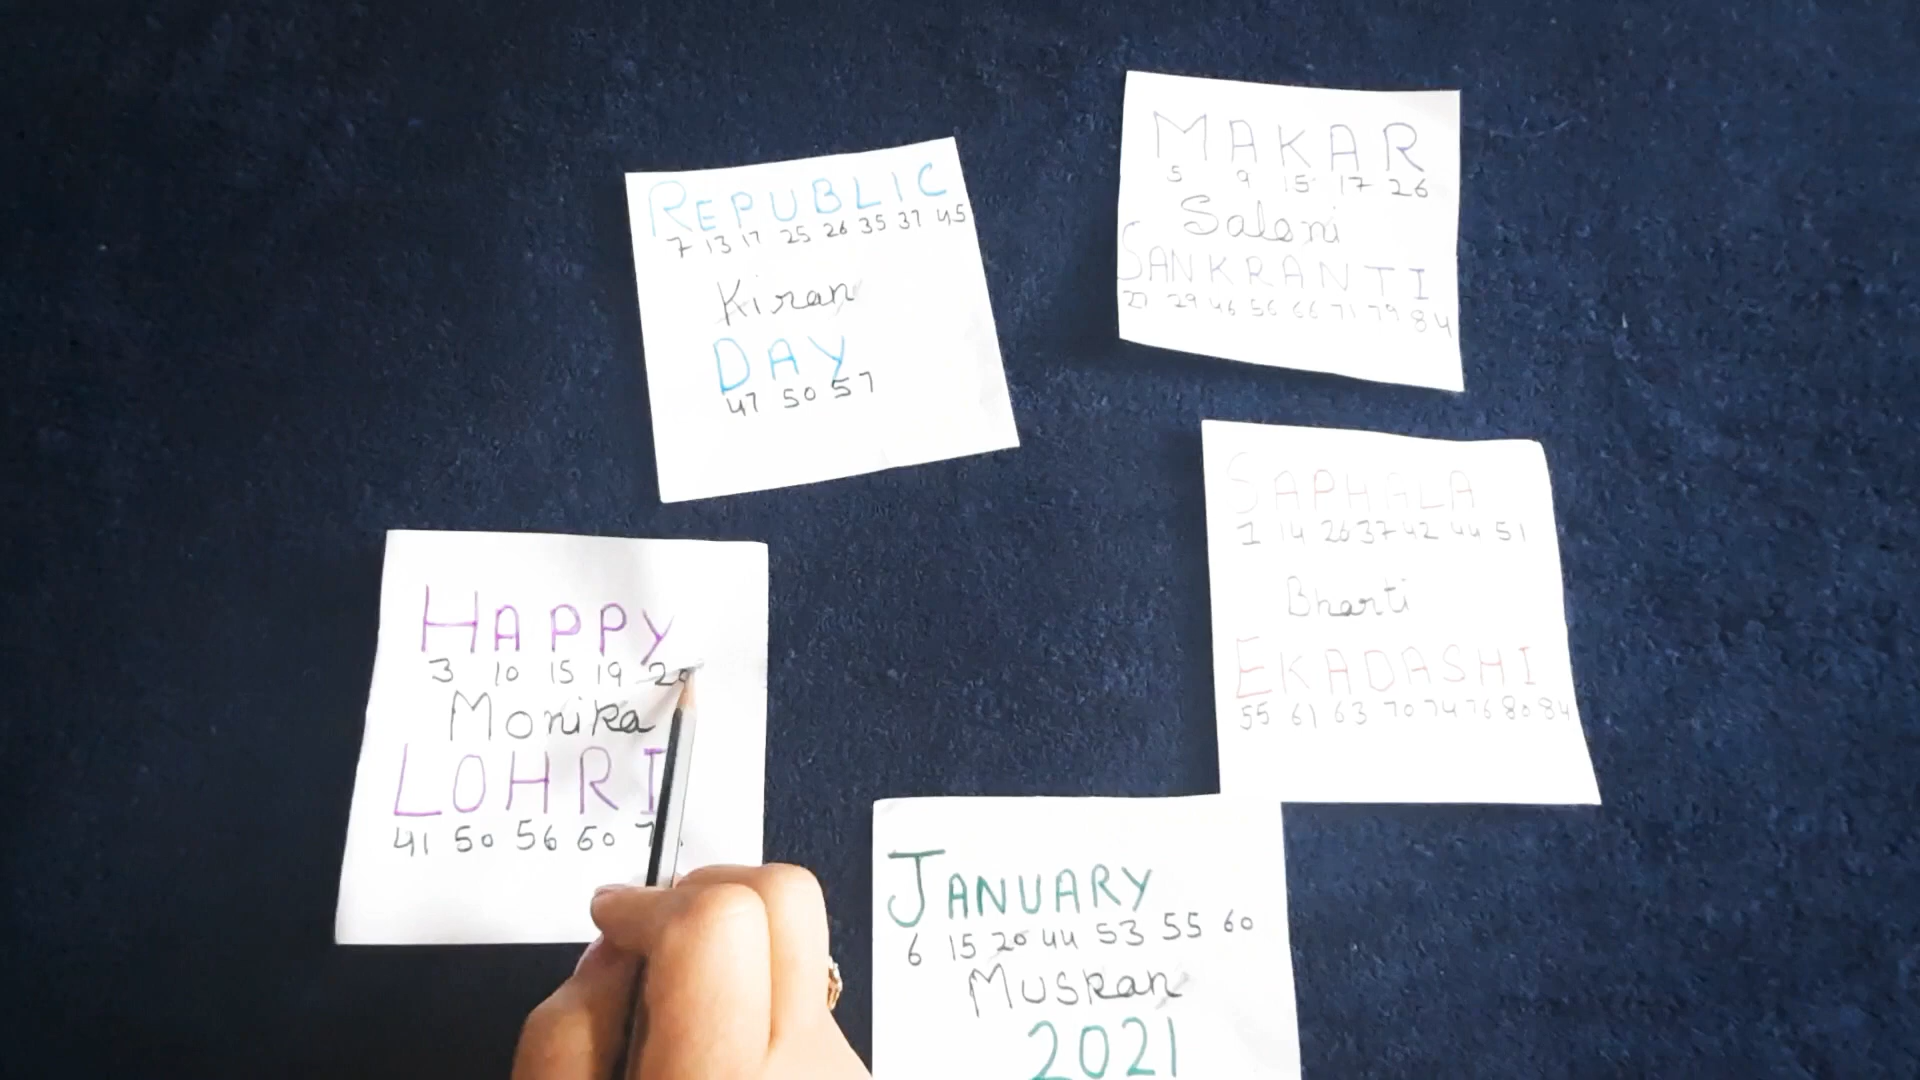 REPUBLIC
7 13 17 25 26 35 37 45
Kiran
DAY
47 50 57
MAKAR
5 9 15 17 26
Saloni
SANKRANTI
29 46 56 66 71 79 84
SAPHALA
1 14 26 37 42 44 51
Bharti
EKADASHI
55 61 63 70 74 76 80 84
HAPPY
3 10 15 19 20
Monika
LOHRI
41 50 56 60
JANUARY
6 15 20 44 53 55 60
Muskan
2021